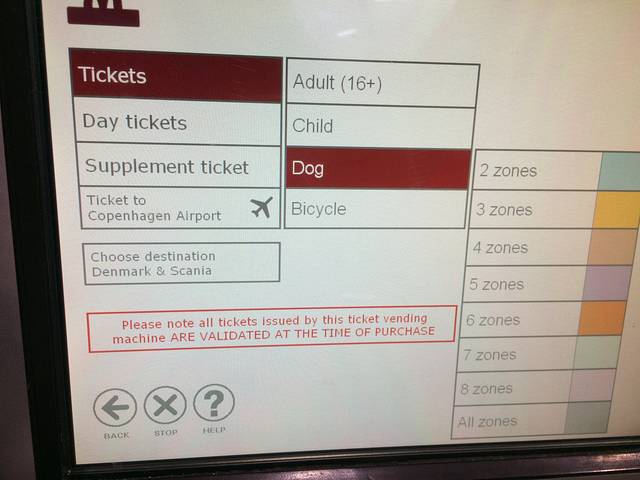 M
Tickets
Day tickets
Supplement ticket
Ticket to
Copenhagen Airport
Adult (16+)
Child
Dog
Bicycle
2 zones
3 zones
4 zones
5 zones
6 zones
7 zones
8 zones
All zones
Choose destination
Denmark & Scania
Please note all tickets issued by this ticket vending
machine ARE VALIDATED AT THE TIME OF PURCHASE
BACK
STOP
?
HELP